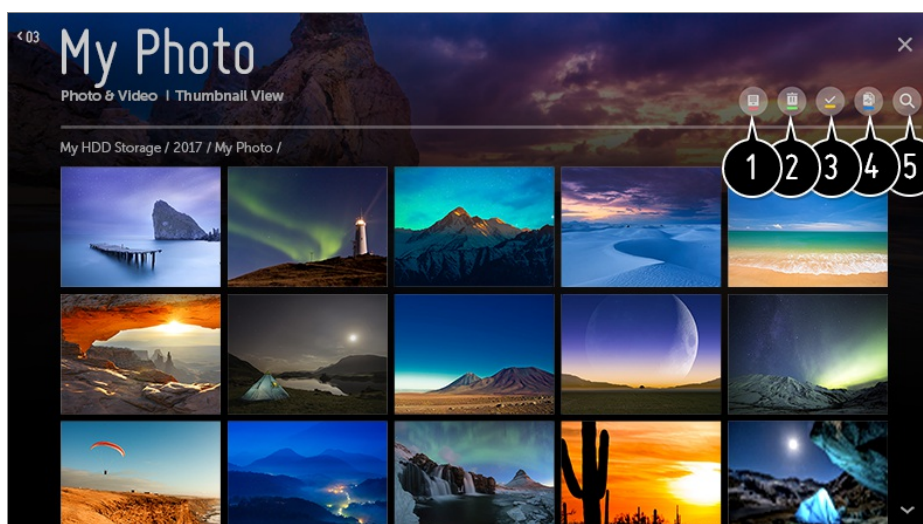 < 03
My Photo
Photo & Video | Thumbnail View
My HDD Storage / 2017 / My Photo /
1 2 3 4 5